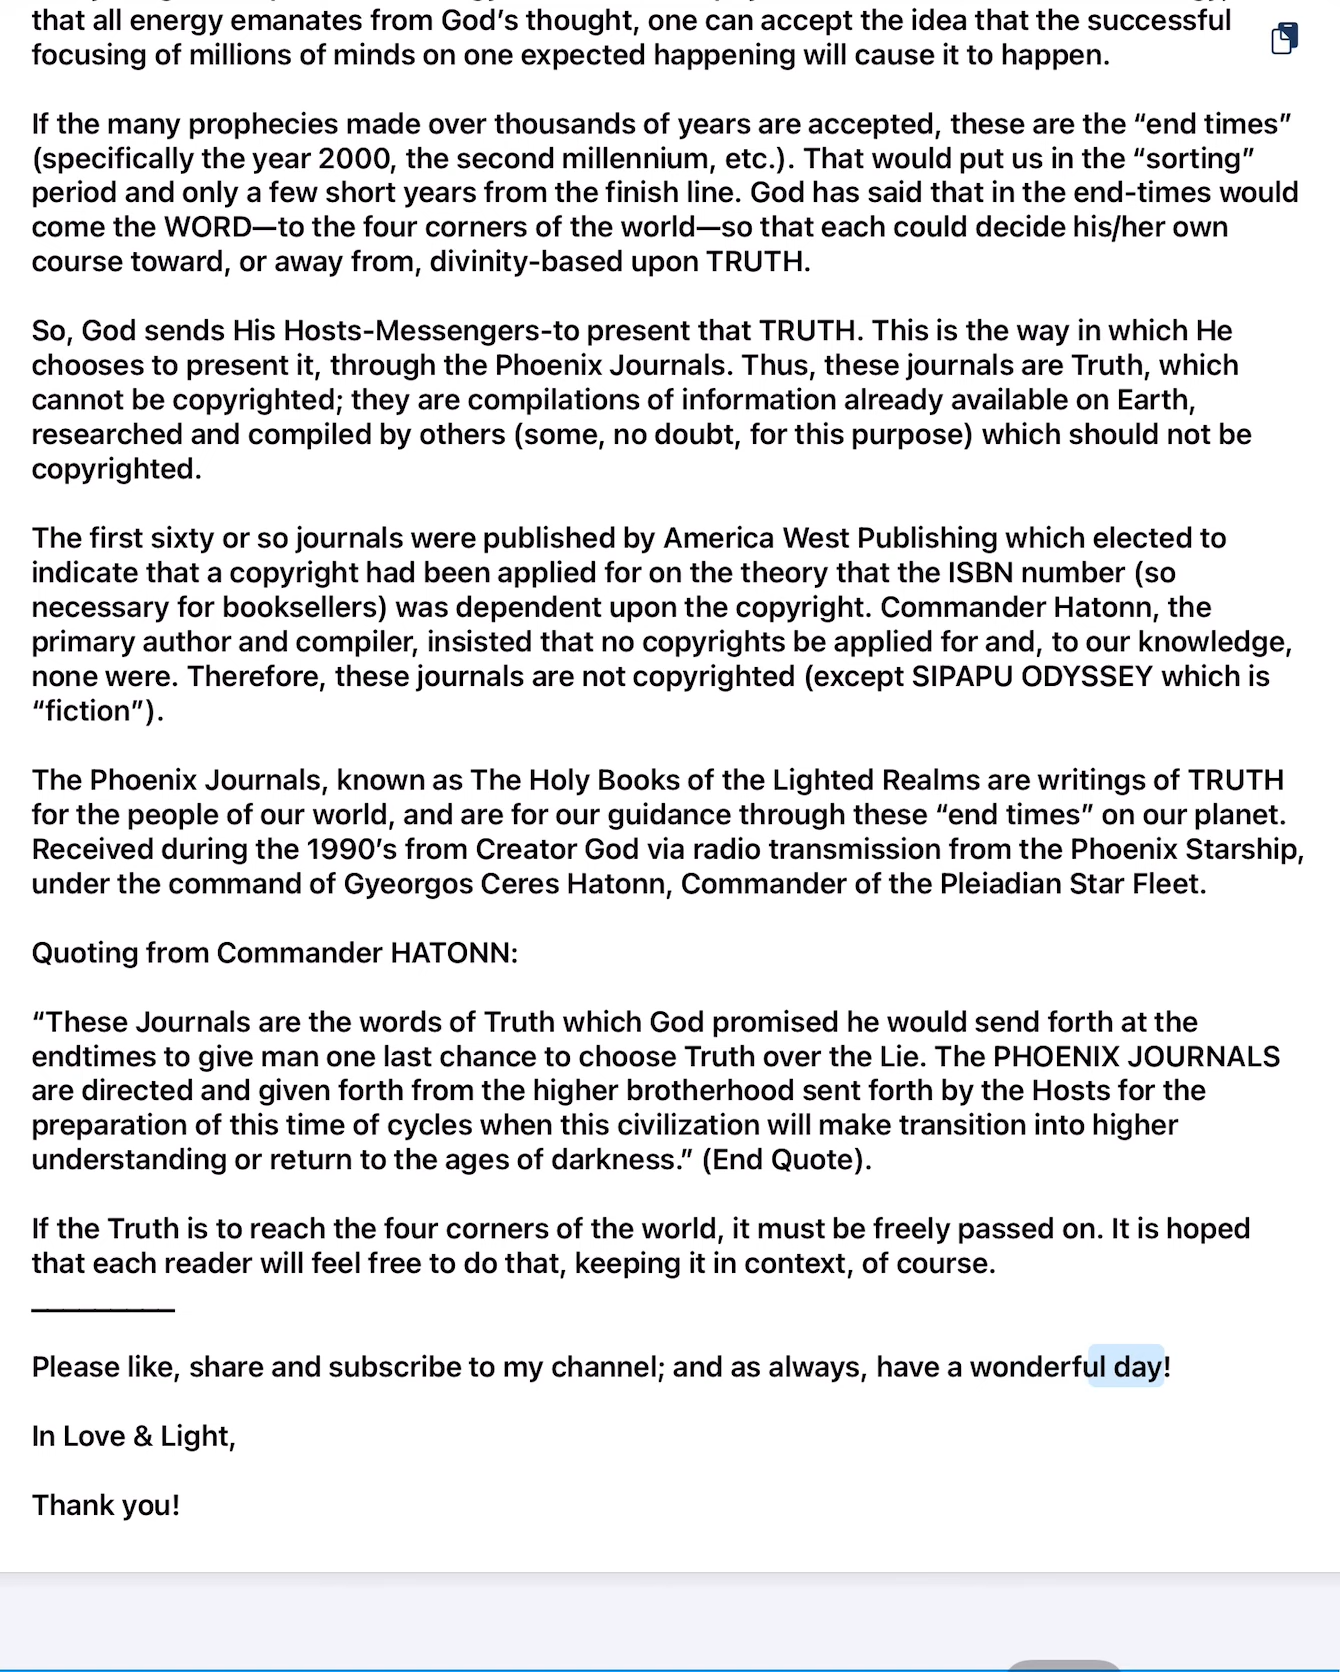 that all energy emanates from God’s thought, one can accept the idea that the successful
focusing of millions of minds on one expected happening will cause it to happen.
If the many prophecies made over thousands of years are accepted, these are the “end times”
(specifically the year 2000, the second millennium, etc.). That would put us in the “sorting”
period and only a few short years from the finish line. God has said that in the end-times would
come the WORD—to the four corners of the world—so that each could decide his/her own
course toward, or away from, divinity-based upon TRUTH.
So, God sends His Hosts-Messengers-to present that TRUTH. This is the way in which He
chooses to present it, through the Phoenix Journals. Thus, these journals are Truth, which
cannot be copyrighted; they are compilations of information already available on Earth,
researched and compiled by others (some, no doubt, for this purpose) which should not be
copyrighted.
The first sixty or so journals were published by America West Publishing which elected to
indicate that a copyright had been applied for on the theory that the ISBN number (so
necessary for booksellers) was dependent upon the copyright. Commander Hatonn, the
primary author and compiler, insisted that no copyrights be applied for and, to our knowledge,
none were. Therefore, these journals are not copyrighted (except SIPAPU ODYSSEY which is
“fiction”).
The Phoenix Journals, known as The Holy Books of the Lighted Realms are writings of TRUTH
for the people of our world, and are for our guidance through these “end times” on our planet.
Received during the 1990’s from Creator God via radio transmission from the Phoenix Starship,
under the command of Gyeorgos Ceres Hatonn, Commander of the Pleiadian Star Fleet.
Quoting from Commander HATONN:
“These Journals are the words of Truth which God promised he would send forth at the
endtimes to give man one last chance to choose Truth over the Lie. The PHOENIX JOURNALS
are directed and given forth from the higher brotherhood sent forth by the Hosts for the
preparation of this time of cycles when this civilization will make transition into higher
understanding or return to the ages of darkness.” (End Quote).
If the Truth is to reach the four corners of the world, it must be freely passed on. It is hoped
that each reader will feel free to do that, keeping it in context, of course.
_________
Please like, share and subscribe to my channel; and as always, have a wonderful day!
In Love & Light,
Thank you!